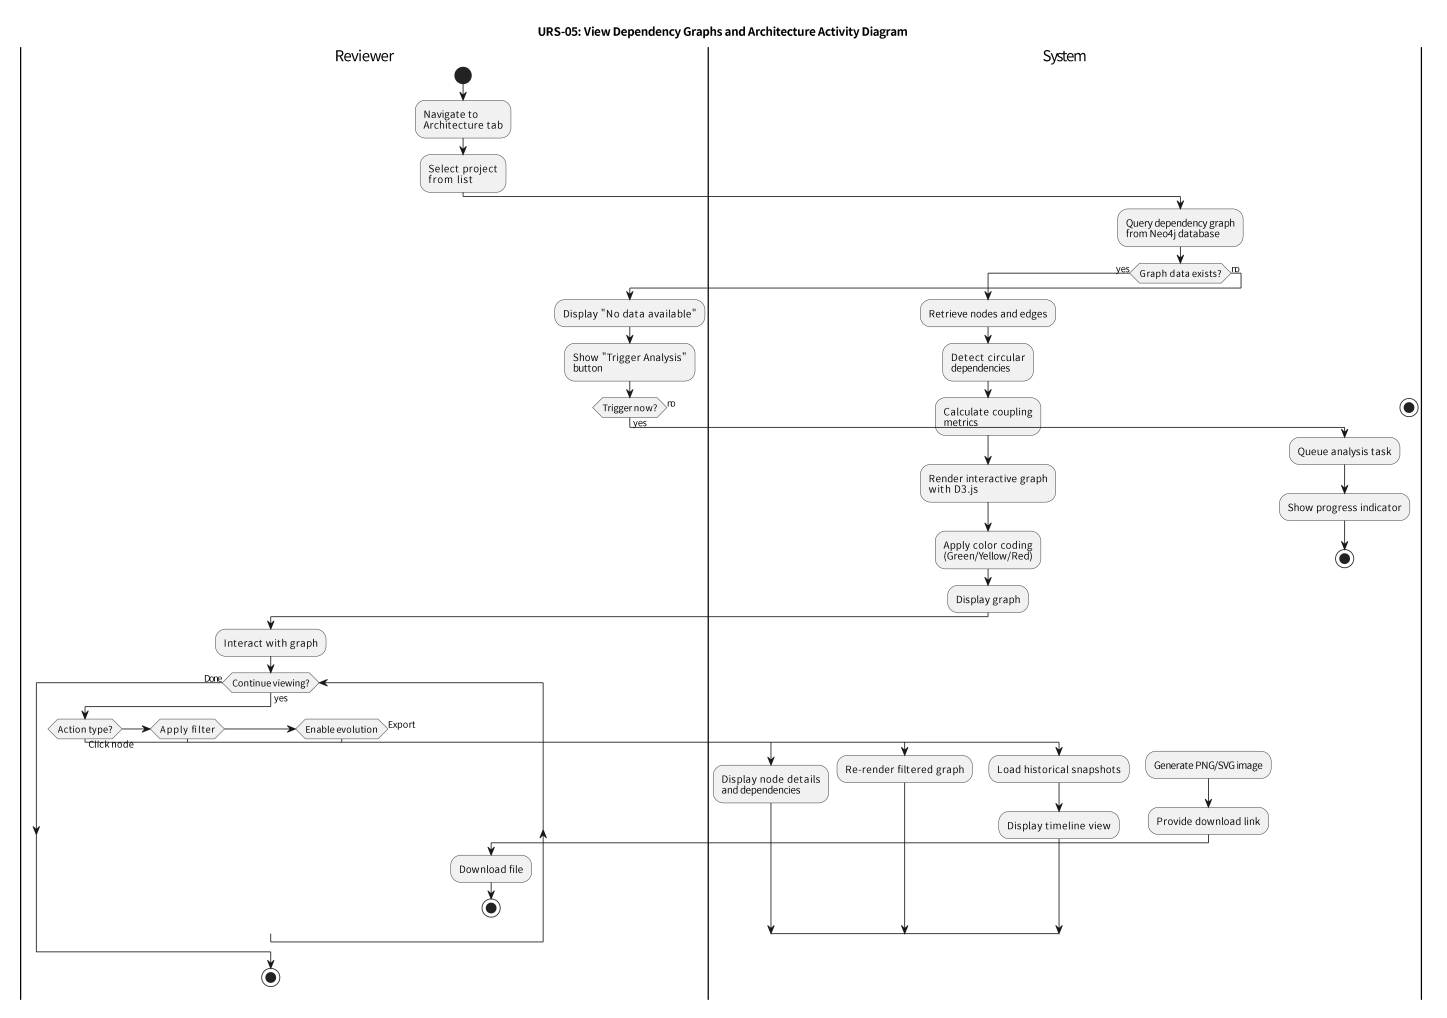 URS-05: View Dependency Graphs and Architecture Activity Diagram
Reviewer
System
Navigate to
Architecture tab
Select project
from list
Query dependency graph
from Neo4j database
yes
Graph data exists?
no
Display "No data available"
Retrieve nodes and edges
Show "Trigger Analysis"
button
Detect circular
dependencies
Trigger now?
no
yes
Calculate coupling
metrics
Queue analysis task
Render interactive graph
with D3.js
Show progress indicator
Apply color coding
(Green/Yellow/Red)
Display graph
Interact with graph
Done
Continue viewing?
yes
Action type?
Click node
Apply filter
Enable evolution
Export
Display node details
and dependencies
Re-render filtered graph
Load historical snapshots
Generate PNG/SVG image
Display timeline view
Provide download link
Download file